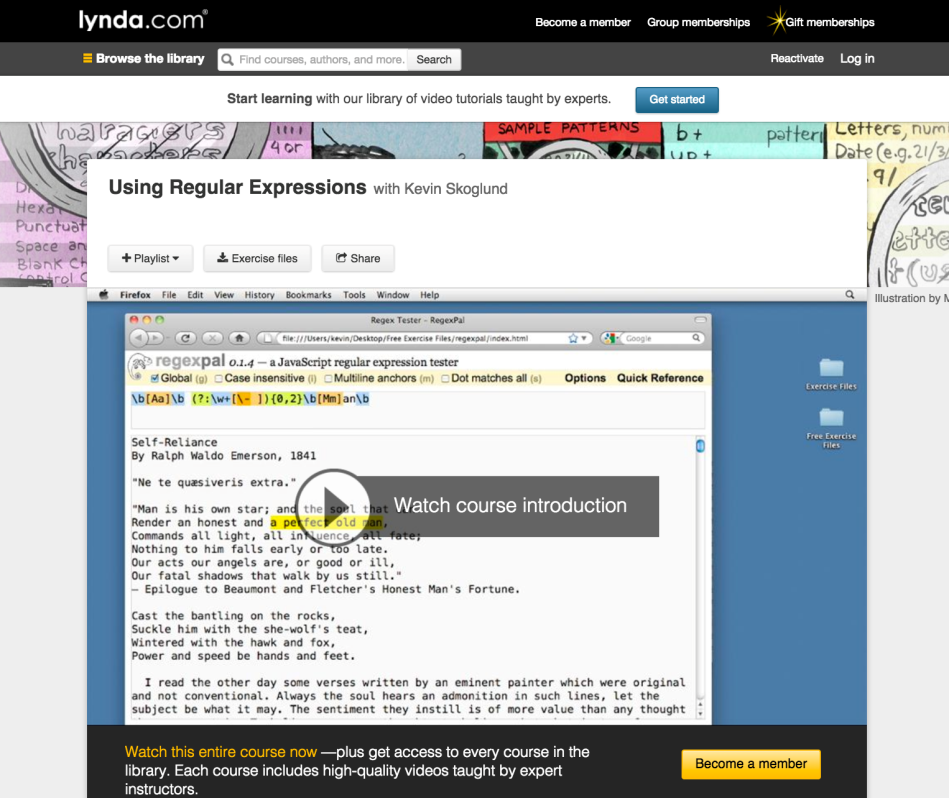 lynda.com®
Become a member Group memberships Gift memberships
Browse the library Find courses, authors, and more. Search Reactivate Log in
Start learning with our library of video tutorials taught by experts. Get started
characters SAMPLE PATTERNS b+ Letters,
4 or Date (e.g. 21/3/
Using Regular Expressions with Kevin Skoglund
Space
Blank
+ Playlist Exercise files Share
Illustration by M
Firefox File Edit View History Bookmarks Tools Window Help
Regex Tester – RegexPal
file:///Users/kevin/Desktop/Free Exercise Files/regexpal/index.html Google
regexpal 0.1.4 — a JavaScript regular expression tester
Global (g) Case insensitive (i) Multiline anchors (m) Dot matches all (s) Options Quick Reference
\b[Aa]\b (?:\w+[\- ]){0,2}\b[Mm]an\b
Exercise Files
Free Exercise
Files
Self-Reliance
By Ralph Waldo Emerson, 1841
"Ne te quæsiveris extra."
"Man is his own star; and the soul that
Render an honest and a perfect old man,
Commands all light, all influence, all fate;
Nothing to him falls early or too late.
Our acts our angels are, or good or ill,
Our fatal shadows that walk by us still."
— Epilogue to Beaumont and Fletcher's Honest Man's Fortune.
Watch course introduction
Cast the bantling on the rocks,
Suckle him with the she-wolf's teat,
Wintered with the hawk and fox,
Power and speed be hands and feet.
I read the other day some verses written by an eminent painter which were original
and not conventional. Always the soul hears an admonition in such lines, let the
subject be what it may. The sentiment they instill is of more value than any thought
Watch this entire course now —plus get access to every course in the
library. Each course includes high-quality videos taught by expert
instructors.
Become a member